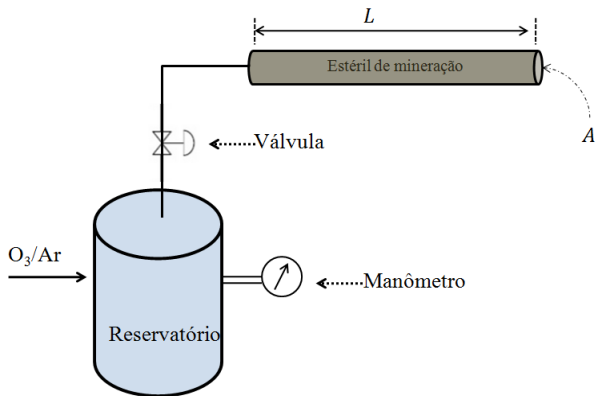 L
Estéril de mineração
A
Válvula
O₃/Ar
Manômetro
Reservatório